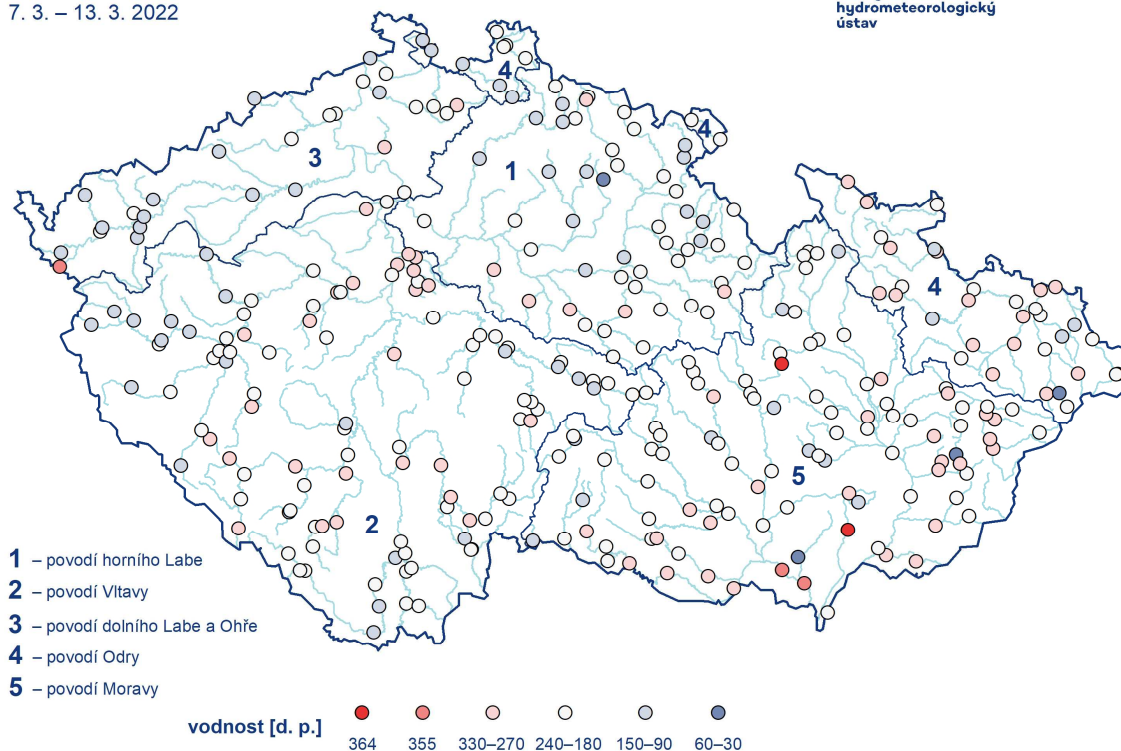 7. 3. – 13. 3. 2022
hydrometeorologický
ústav
4
4
3
1
4
5
2
1 – povodí horního Labe
2 – povodí Vltavy
3 – povodí dolního Labe a Ohře
4 – povodí Odry
5 – povodí Moravy
vodnost [d. p.]
364 355 330–270 240–180 150–90 60–30